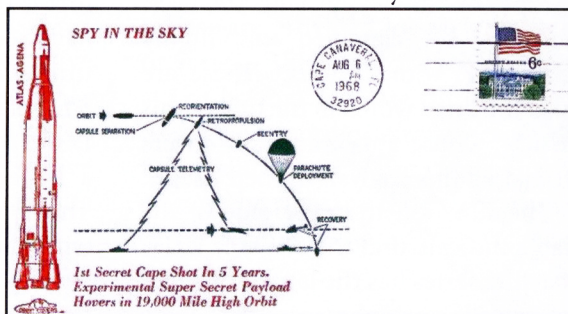 SPY IN THE SKY
ATLAS - AGENA
CAPE CANAVERAL, FL
AUG 6
1968
32920
6¢
REORIENTATION
ORBIT
RETROPROPULSION
CAPSULE SEPARATION
REENTRY
CAPSULE TELEMETRY
PARACHUTE
DEPLOYMENT
RECOVERY
1st Secret Cape Shot In 5 Years.
Experimental Super Secret Payload
Hovers in 19,000 Mile High Orbit